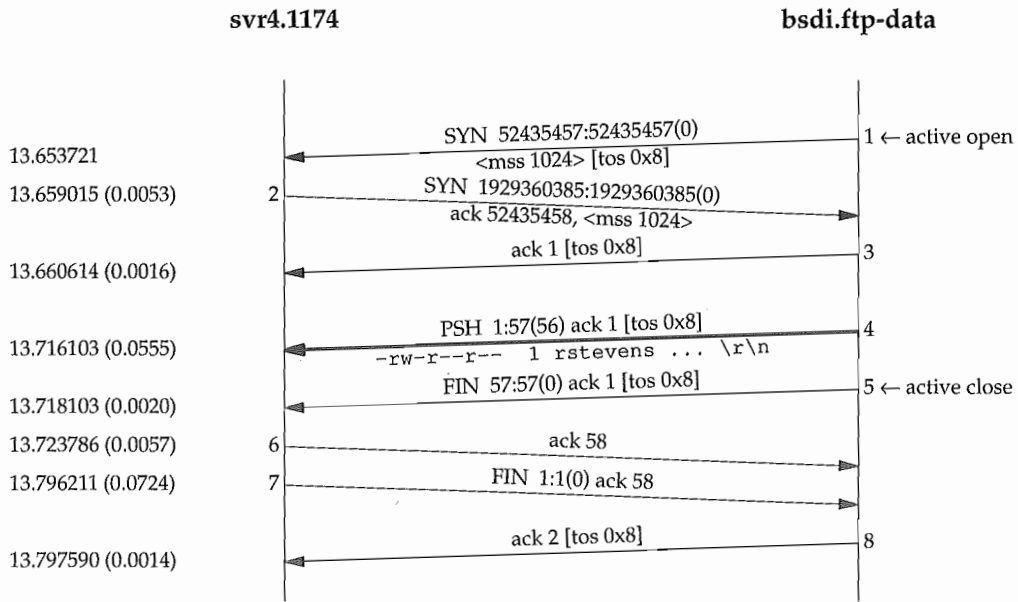 svr4.1174 bsdi.ftp-data
SYN 52435457:52435457(0) 1 ← active open
13.653721 <mss 1024> [tos 0x8]
13.659015 (0.0053) 2 SYN 1929360385:1929360385(0)
ack 52435458, <mss 1024>
ack 1 [tos 0x8] 3
13.660614 (0.0016)
PSH 1:57(56) ack 1 [tos 0x8] 4
13.716103 (0.0555) -rw-r--r-- 1 rstevens ... \r\n
FIN 57:57(0) ack 1 [tos 0x8] 5 ← active close
13.718103 (0.0020)
13.723786 (0.0057) 6 ack 58
13.796211 (0.0724) 7 FIN 1:1(0) ack 58
ack 2 [tos 0x8] 8
13.797590 (0.0014)